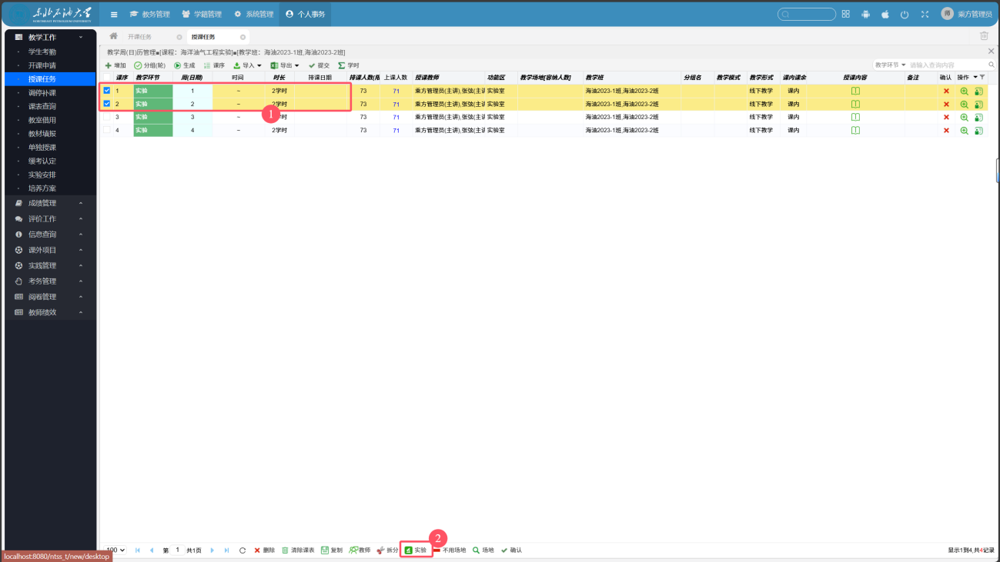 东北石油大学
NORTHEAST PETROLEUM UNIVERSITY
教务管理 学籍管理 系统管理 个人事务
师 乘方管理员
教学工作
学生考勤
开课申请
授课任务
调停补课
课表查询
教室借用
教材填报
单独授课
缓考认定
实验安排
培养方案
成绩管理
评价工作
信息查询
课外项目
实践管理
考务管理
阅卷管理
教师绩效
开课任务 授课任务
教学周(日)历管理■[课程：海洋油气工程实验]■[教学班：海油2023-1班,海油2023-2班]
增加 分组(轮) 生成 课序 导入 导出 提交 学时
教学环节 请输入查询内容
课序 教学环节 周(日期) 时间 时长 排课日期 排课人数(限 上课人数 授课教师 功能区 教学场地[容纳人数] 教学班 分组名 教学模式 教学形式 课内课余 授课内容 备注 确认 操作
1 实验 1 ~ 2学时 73 71 乘方管理员(主讲),张弦(主讲 实验室 海油2023-1班,海油2023-2班 线下教学 课内
2 实验 2 ~ 2学时 73 71 乘方管理员(主讲),张弦(主讲 实验室 海油2023-1班,海油2023-2班 线下教学 课内
3 实验 3 ~ 2学时 73 71 乘方管理员(主讲),张弦(主讲 实验室 海油2023-1班,海油2023-2班 线下教学 课内
4 实验 4 ~ 2学时 73 71 乘方管理员(主讲),张弦(主讲 实验室 海油2023-1班,海油2023-2班 线下教学 课内
1
2
100 第 1 共1页 删除 清除课表 复制 教师 拆分 实验 不用场地 场地 确认
显示1到4,共4记录
localhost:8080/ntss_t/new/desktop